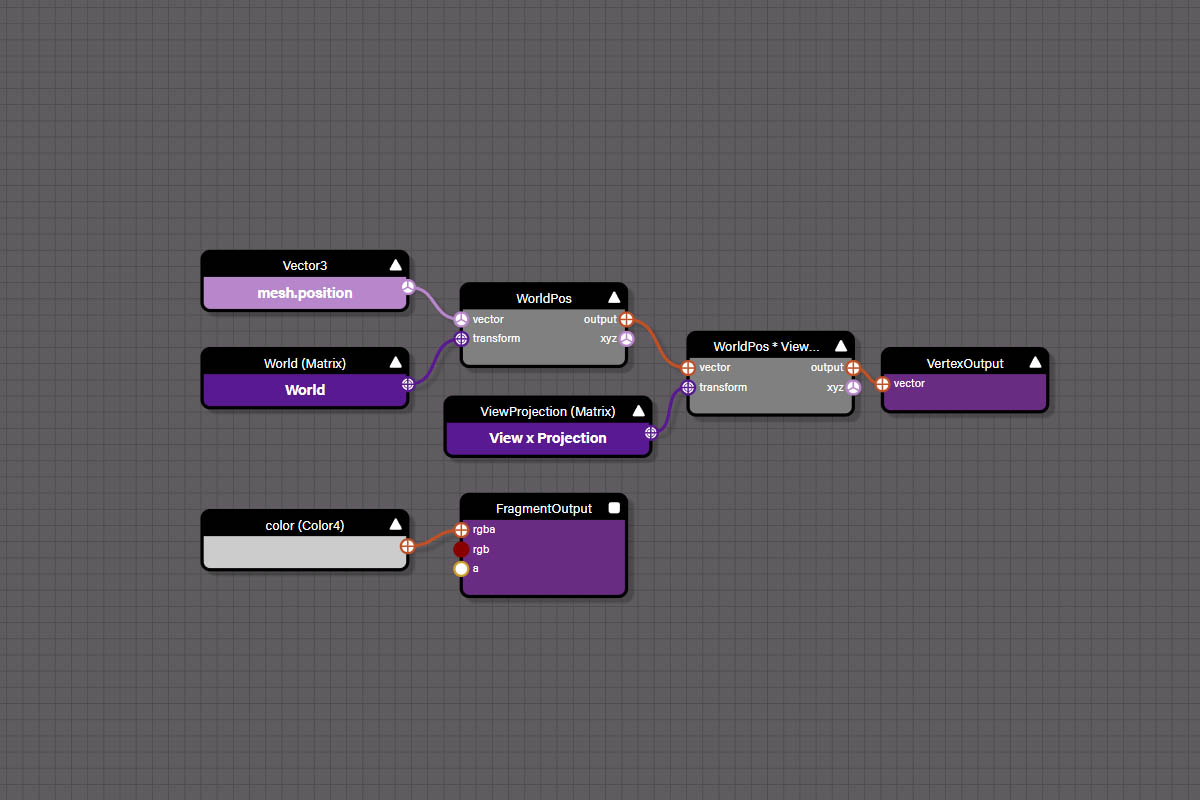 Vector3
mesh.position
World (Matrix)
World
WorldPos
vector
output
transform
xyz
ViewProjection (Matrix)
View x Projection
WorldPos * View...
vector
output
transform
xyz
VertexOutput
vector
color (Color4)
FragmentOutput
rgba
rgb
a